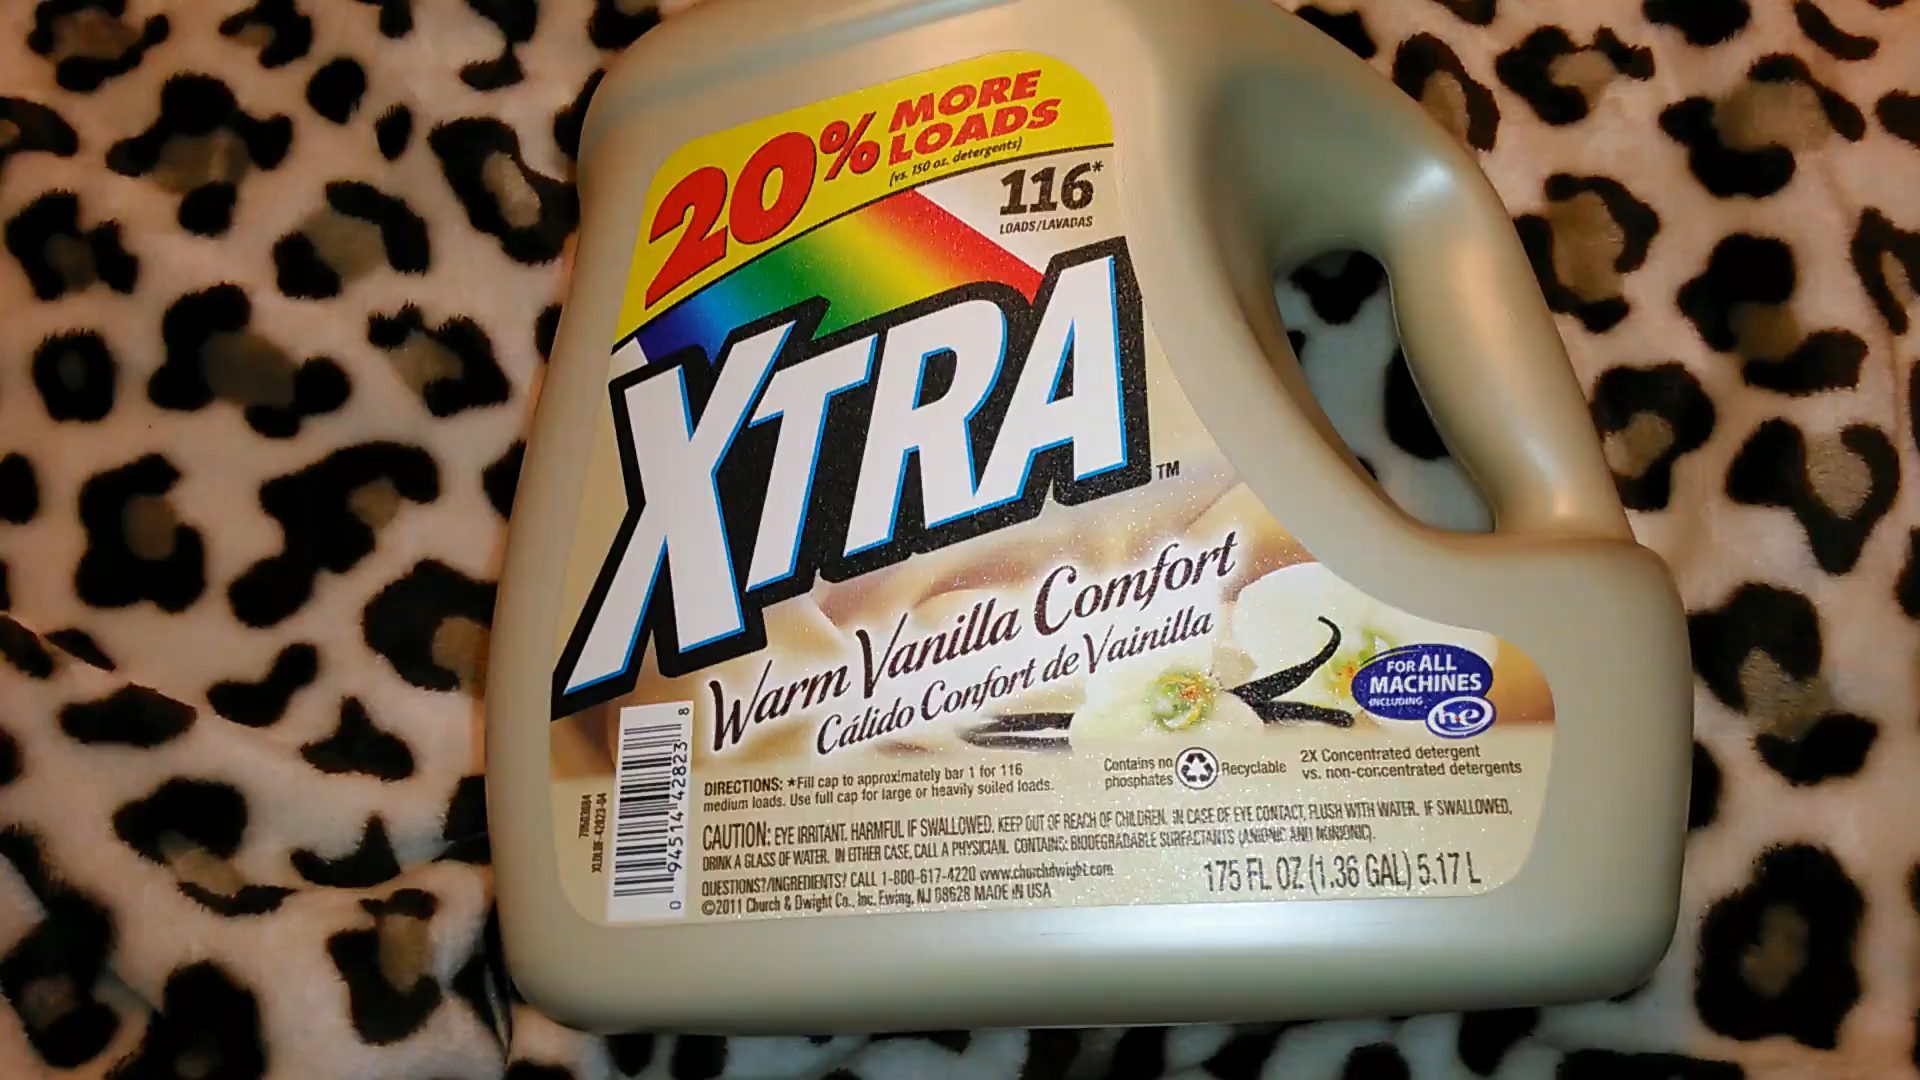 20% MORE
LOADS
(vs. 150 oz. detergents)
116*
LOADS/LAVADAS
XTRA™
Warm Vanilla Comfort
Cálido Confort de Vainilla
FOR ALL
MACHINES
INCLUDING
he
DIRECTIONS: *Fill cap to approximately bar 1 for 116
medium loads. Use full cap for large or heavily soiled loads.
Contains no
phosphates
Recyclable
2X Concentrated detergent
vs. non-concentrated detergents
CAUTION: EYE IRRITANT. HARMFUL IF SWALLOWED. KEEP OUT OF REACH OF CHILDREN. IN CASE OF EYE CONTACT, FLUSH WITH WATER. IF SWALLOWED,
DRINK A GLASS OF WATER. IN EITHER CASE, CALL A PHYSICIAN. CONTAINS: BIODEGRADABLE SURFACTANTS (ANIONIC AND NONIONIC).
QUESTIONS?/INGREDIENTS? CALL 1-800-617-4220 www.churchdwight.com
©2011 Church & Dwight Co., Inc. Ewing, NJ 08628 MADE IN USA
175 FL OZ (1.36 GAL) 5.17 L
0 94514 42823 8